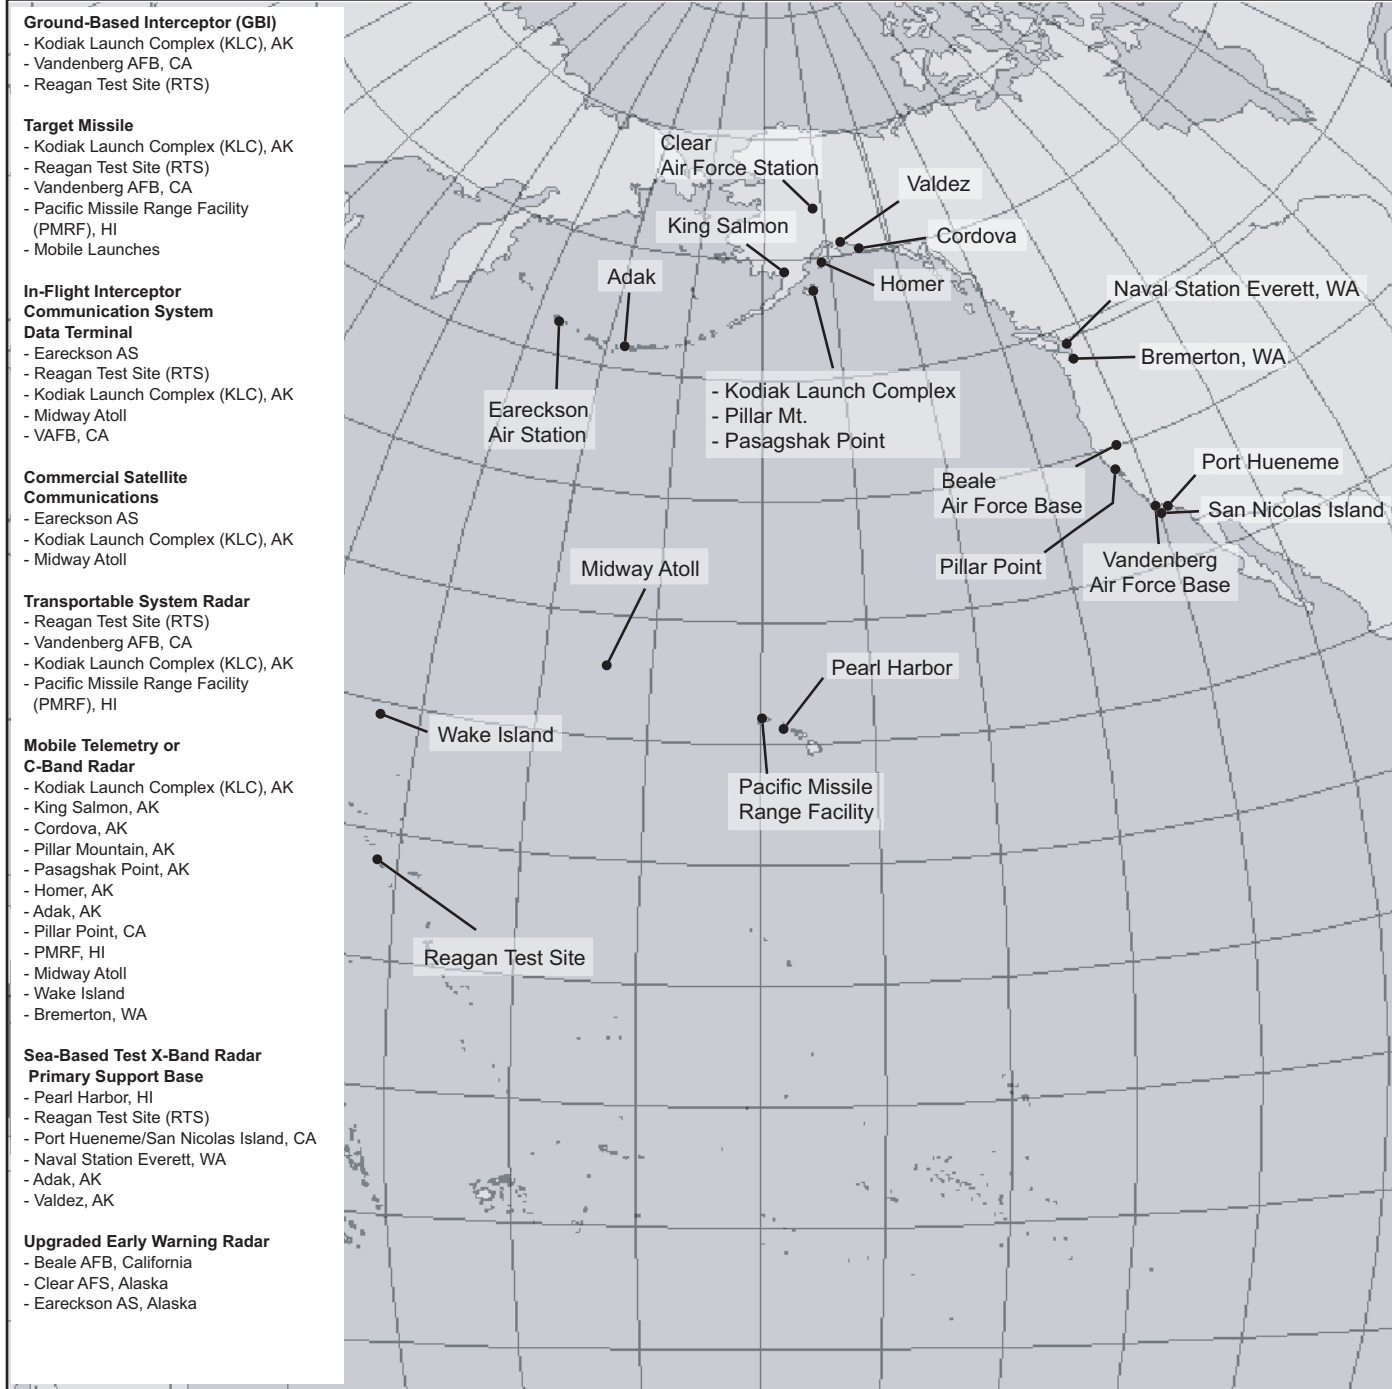 Ground-Based Interceptor (GBI)
- Kodiak Launch Complex (KLC), AK
- Vandenberg AFB, CA
- Reagan Test Site (RTS)
Target Missile
- Kodiak Launch Complex (KLC), AK
- Reagan Test Site (RTS)
- Vandenberg AFB, CA
- Pacific Missile Range Facility
(PMRF), HI
- Mobile Launches
In-Flight Interceptor
Communication System
Data Terminal
- Eareckson AS
- Reagan Test Site (RTS)
- Kodiak Launch Complex (KLC), AK
- Midway Atoll
- VAFB, CA
Commercial Satellite
Communications
- Eareckson AS
- Kodiak Launch Complex (KLC), AK
- Midway Atoll
Transportable System Radar
- Reagan Test Site (RTS)
- Vandenberg AFB, CA
- Kodiak Launch Complex (KLC), AK
- Pacific Missile Range Facility
(PMRF), HI
Mobile Telemetry or
C-Band Radar
- Kodiak Launch Complex (KLC), AK
- King Salmon, AK
- Cordova, AK
- Pillar Mountain, AK
- Pasagshak Point, AK
- Homer, AK
- Adak, AK
- Pillar Point, CA
- PMRF, HI
- Midway Atoll
- Wake Island
- Bremerton, WA
Sea-Based Test X-Band Radar
Primary Support Base
- Pearl Harbor, HI
- Reagan Test Site (RTS)
- Port Hueneme/San Nicolas Island, CA
- Naval Station Everett, WA
- Adak, AK
- Valdez, AK
Upgraded Early Warning Radar
- Beale AFB, California
- Clear AFS, Alaska
- Eareckson AS, Alaska
Clear
Air Force Station
Valdez
King Salmon
Cordova
Adak
Homer
Naval Station Everett, WA
Bremerton, WA
Eareckson
Air Station
- Kodiak Launch Complex
- Pillar Mt.
- Pasagshak Point
Port Hueneme
Beale
Air Force Base
San Nicolas Island
Pillar Point
Vandenberg
Air Force Base
Midway Atoll
Pearl Harbor
Wake Island
Pacific Missile
Range Facility
Reagan Test Site